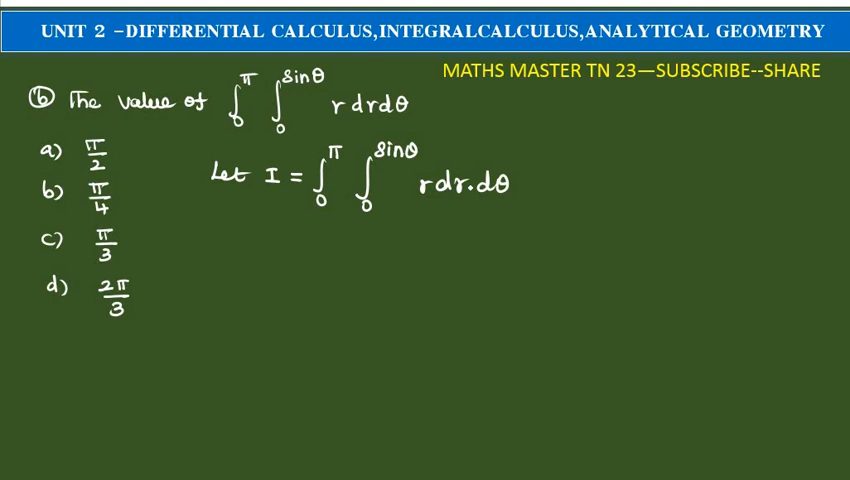 UNIT 2 –DIFFERENTIAL CALCULUS,INTEGRALCALCULUS,ANALYTICAL GEOMETRY
MATHS MASTER TN 23—SUBSCRIBE--SHARE
⑥ The value of ∫₀^π ∫₀^sinθ r dr dθ
a) π/2
b) π/4
c) π/3
d) 2π/3
Let I = ∫₀^π ∫₀^sinθ r dr. dθ